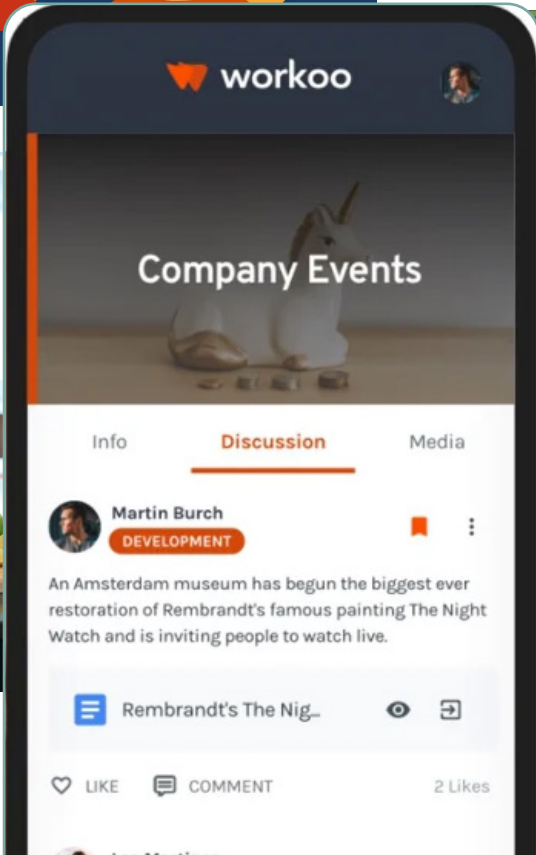 workoo
Company Events
Info Discussion Media
Martin Burch
DEVELOPMENT
An Amsterdam museum has begun the biggest ever
restoration of Rembrandt's famous painting The Night
Watch and is inviting people to watch live.
Rembrandt's The Nig...
LIKE COMMENT 2 Likes